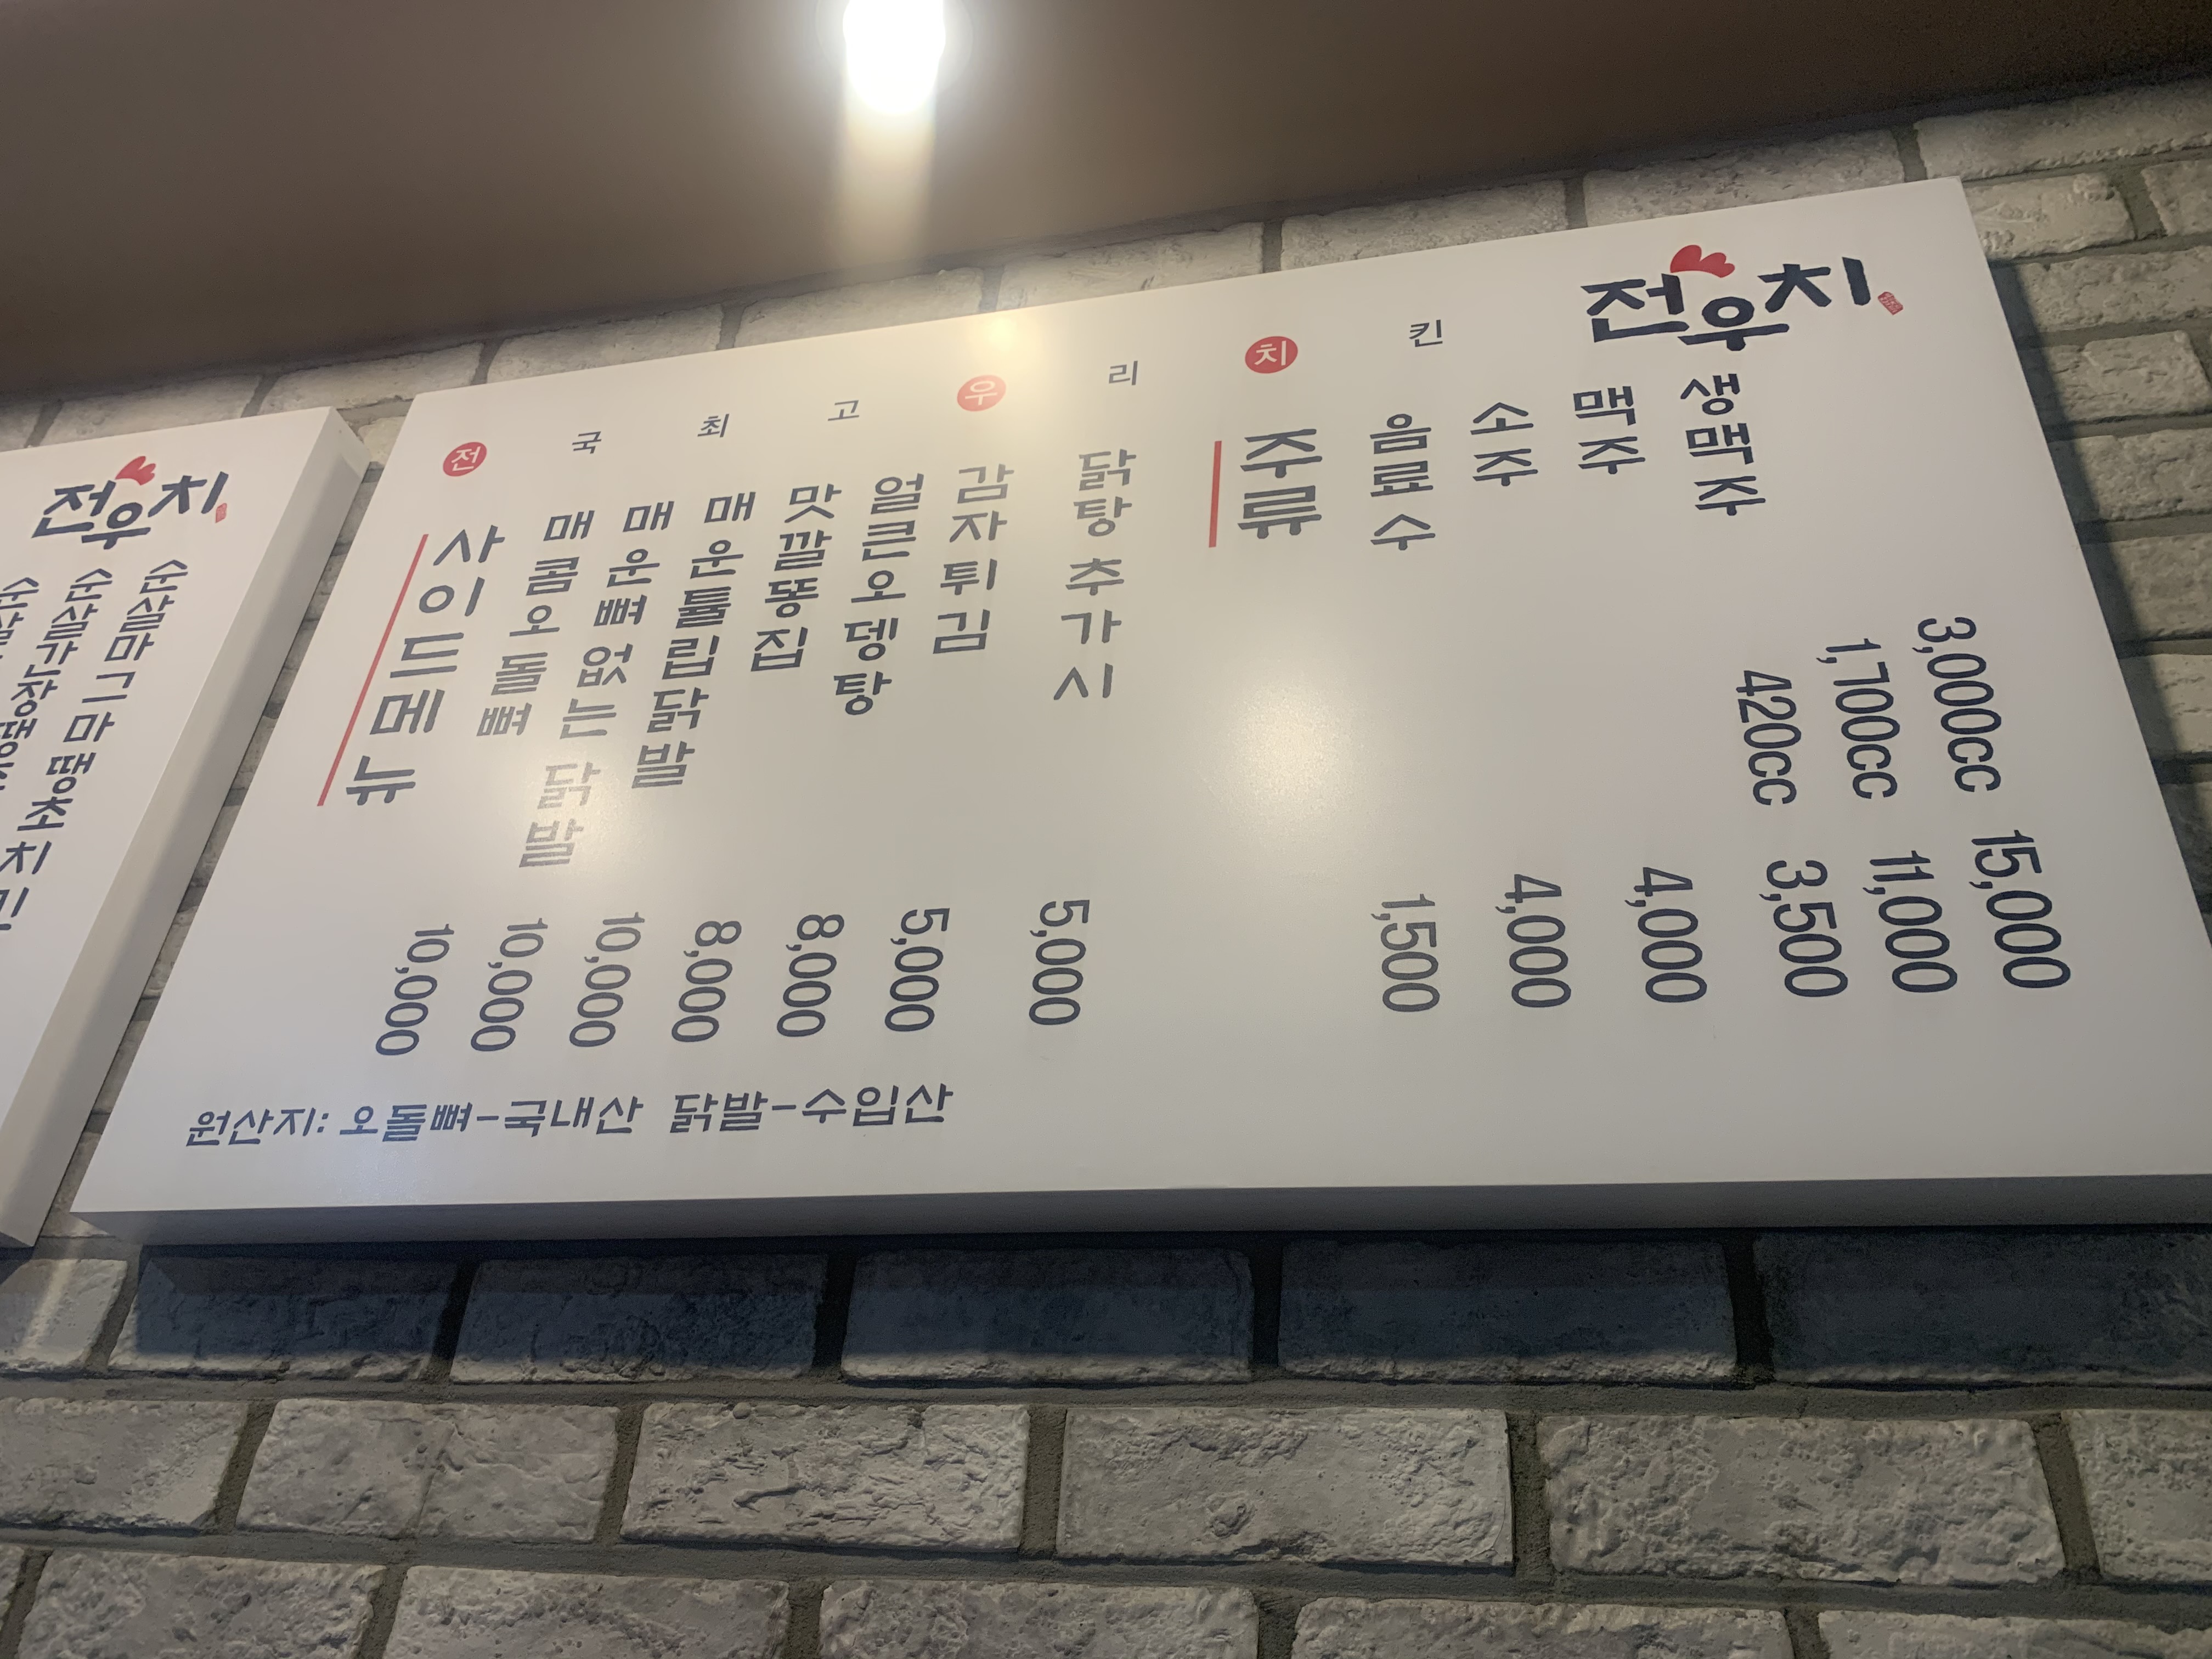 전국최고우리치킨
전우치
사이드메뉴
매콤오돌뼈 10,000
매운뼈없는닭발 10,000
매운튤립닭발 10,000
맛깔똥집 8,000
얼큰오뎅탕 8,000
감자튀김 5,000
닭탕추가시 5,000
주류
음료수 1,500
소주 4,000
맥주 4,000
생맥주 420cc 3,500
1,700cc 11,000
3,000cc 15,000
원산지: 오돌뼈-국내산 닭발-수입산
전우치
순살마그마땡초치킨
순살간장땡초
순살